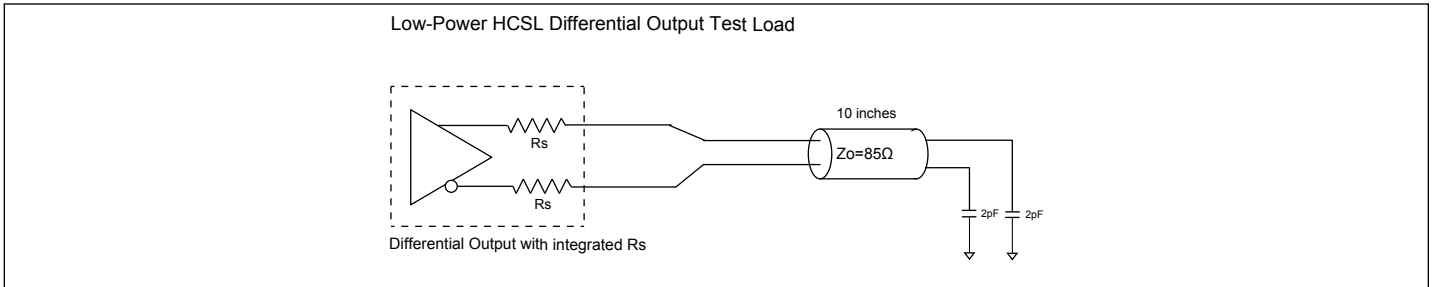 Low-Power HCSL Differential Output Test Load
10 inches
Rs
Zo=85Ω
Rs
2pF
2pF
Differential Output with integrated Rs